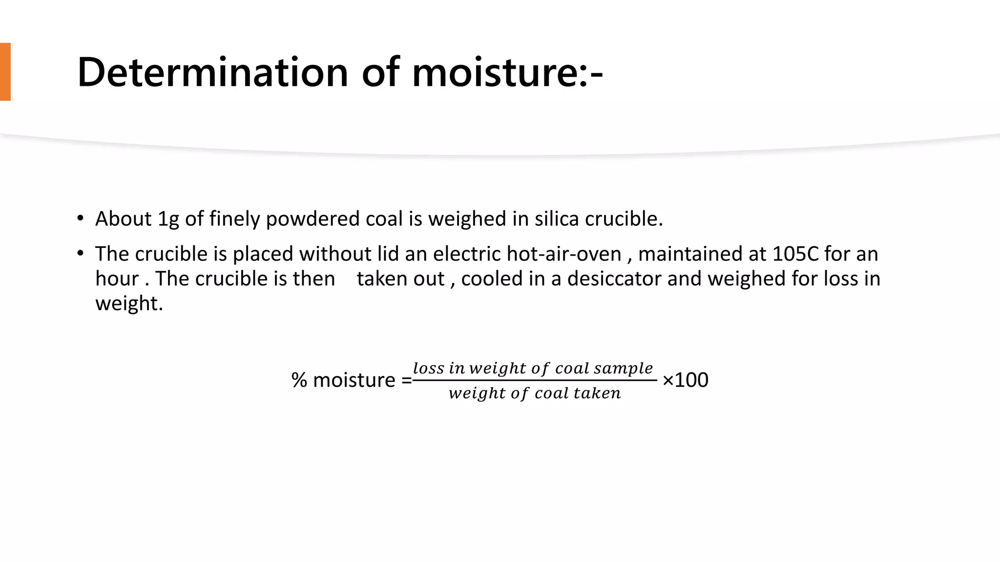 Determination of moisture:-
• About 1g of finely powdered coal is weighed in silica crucible.
• The crucible is placed without lid an electric hot-air-oven , maintained at 105C for an
hour . The crucible is then    taken out , cooled in a desiccator and weighed for loss in
weight.
% moisture = loss in weight of coal sample / weight of coal taken ×100